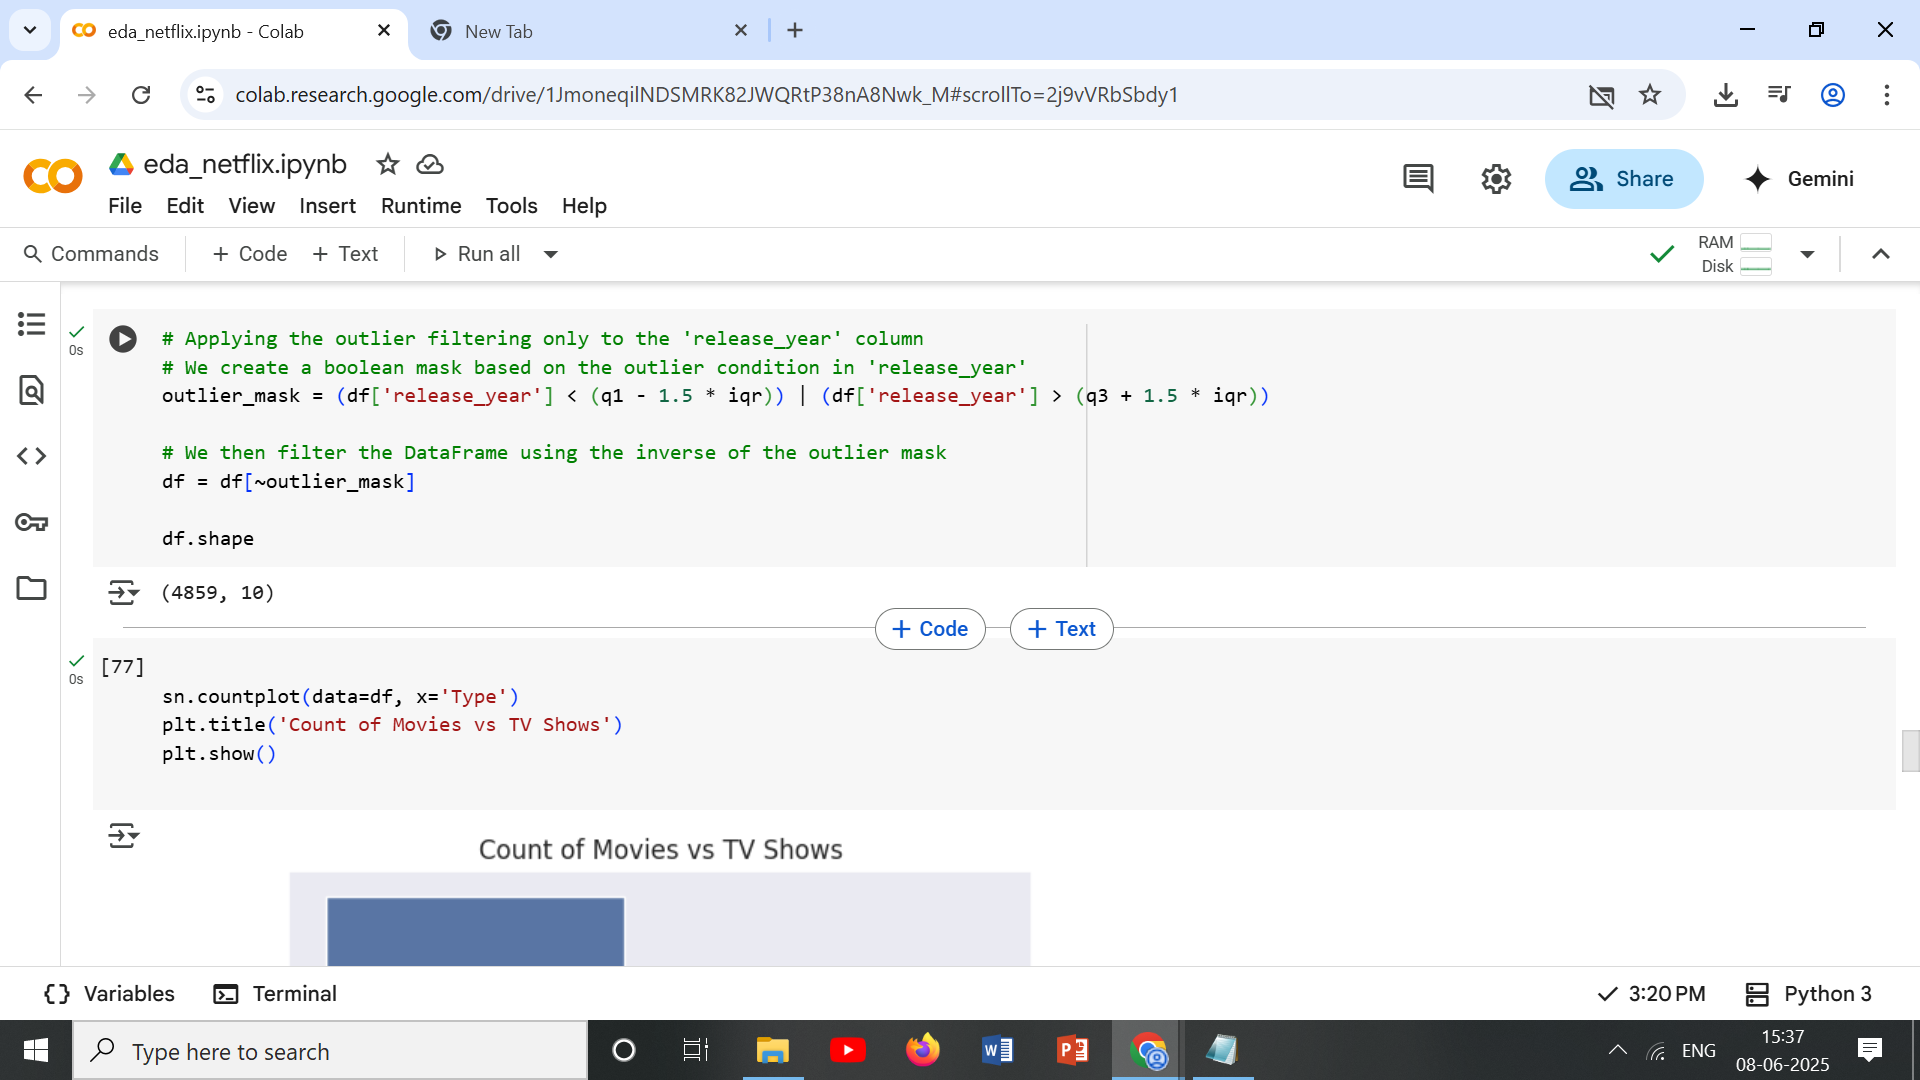 eda_netflix.ipynb - Colab
New Tab
colab.research.google.com/drive/1JmoneqilNDSMRK82JWQRtP38nA8Nwk_M#scrollTo=2j9vVRbSbdy1
eda_netflix.ipynb
File Edit View Insert Runtime Tools Help
Share
Gemini
Commands
+ Code + Text
Run all
RAM
Disk
0s
# Applying the outlier filtering only to the 'release_year' column
# We create a boolean mask based on the outlier condition in 'release_year'
outlier_mask = (df['release_year'] < (q1 - 1.5 * iqr)) | (df['release_year'] > (q3 + 1.5 * iqr))
# We then filter the DataFrame using the inverse of the outlier mask
df = df[~outlier_mask]
df.shape
(4859, 10)
+ Code
+ Text
[77]
0s
sn.countplot(data=df, x='Type')
plt.title('Count of Movies vs TV Shows')
plt.show()
Count of Movies vs TV Shows
Variables
Terminal
3:20 PM
Python 3
Type here to search
ENG
15:37
08-06-2025